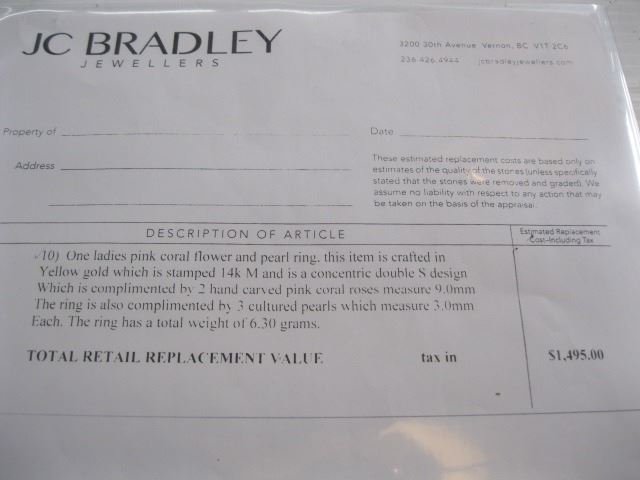 JC BRADLEY
JEWELLERS
3200 30th Avenue Vernon, BC V1T 2C6
236.426.4944 jcbradleyjewellers.com
Property of
Date
Address
These estimated replacement costs are based only on
estimates of the quality of the stones (unless specifically
stated that the stones were removed and graded). We
assume no liability with respect to any action that may
be taken on the basis of the appraisal.
DESCRIPTION OF ARTICLE
Estimated Replacement
Cost-Including Tax
10) One ladies pink coral flower and pearl ring, this item is crafted in
Yellow gold which is stamped 14k M and is a concentric double S design
Which is complimented by 2 hand carved pink coral roses measure 9.0mm
The ring is also complimented by 3 cultured pearls which measure 3.0mm
Each. The ring has a total weight of 6.30 grams.
TOTAL RETAIL REPLACEMENT VALUE tax in $1,495.00